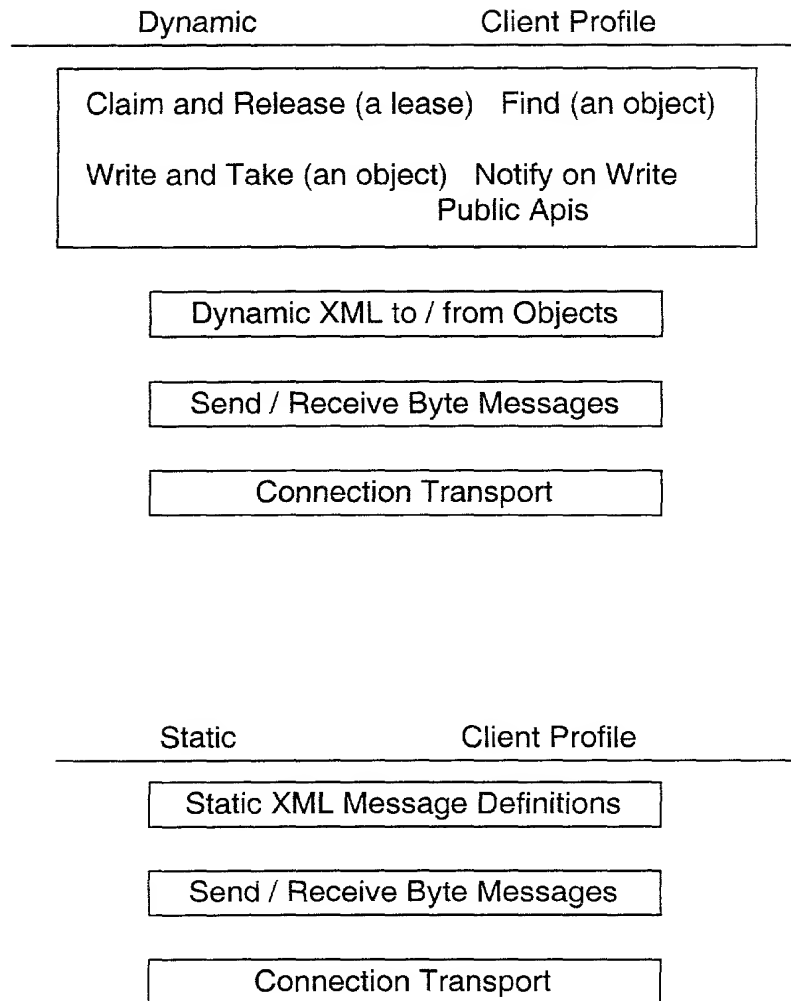 Dynamic Client Profile
Claim and Release (a lease) Find (an object)
Write and Take (an object) Notify on Write
Public Apis
Dynamic XML to / from Objects
Send / Receive Byte Messages
Connection Transport
Static Client Profile
Static XML Message Definitions
Send / Receive Byte Messages
Connection Transport